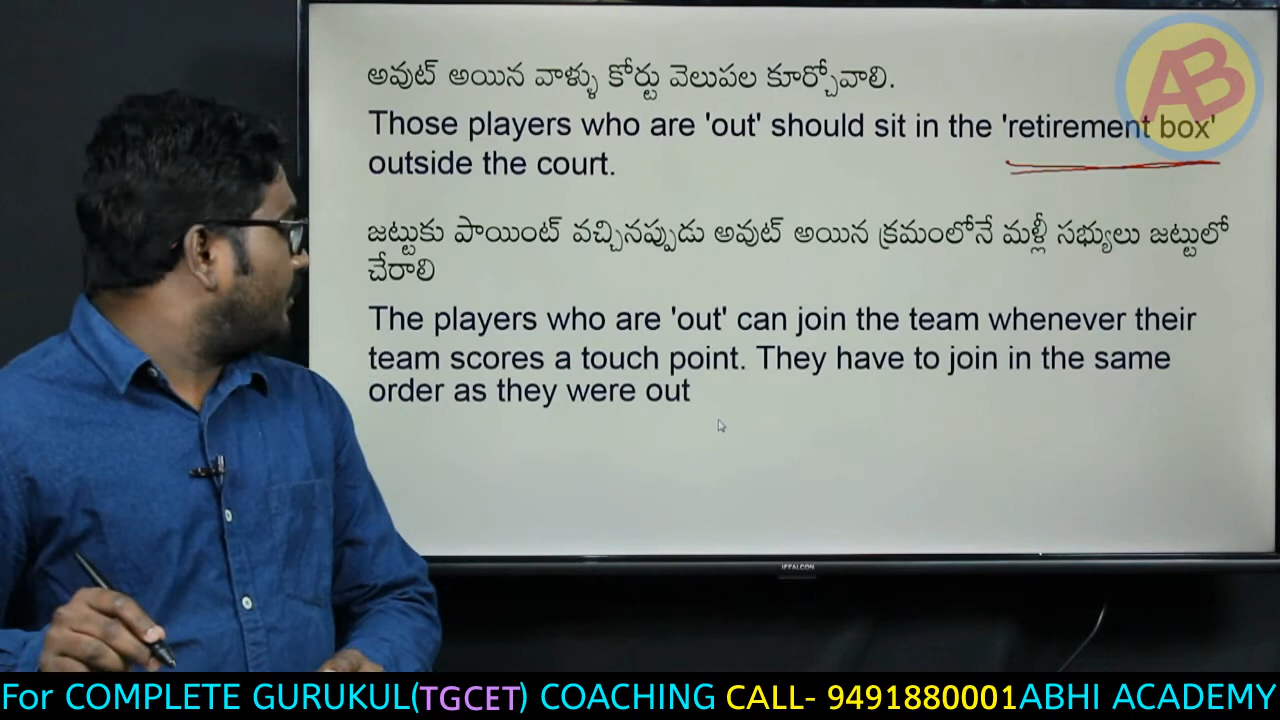 అవుట్ అయిన వాళ్ళు కోర్టు వెలుపల కూర్చోవాలి.
Those players who are 'out' should sit in the 'retirement box'
outside the court.
జట్టుకు పాయింట్ వచ్చినప్పుడు అవుట్ అయిన క్రమంలోనే మళ్లీ సభ్యులు జట్టులో
చేరాలి
The players who are 'out' can join the team whenever their
team scores a touch point. They have to join in the same
order as they were out
AB
IFFALCON
For COMPLETE GURUKUL(TGCET) COACHING CALL- 9491880001ABHI ACADEMY